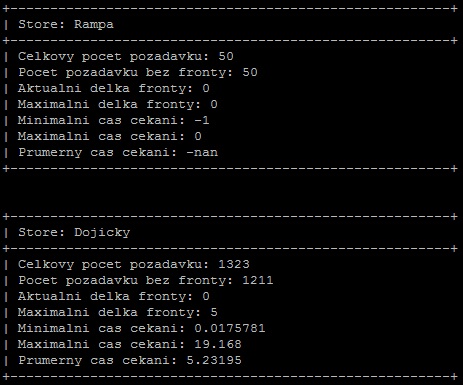 +------------------------------------------------------+
| Store: Rampa
+------------------------------------------------------+
| Celkovy pocet pozadavku: 50
| Pocet pozadavku bez fronty: 50
| Aktualni delka fronty: 0
| Maximalni delka fronty: 0
| Minimalni cas cekani: -1
| Maximalni cas cekani: 0
| Prumerny cas cekani: -nan
+------------------------------------------------------+
+------------------------------------------------------+
| Store: Dojicky
+------------------------------------------------------+
| Celkovy pocet pozadavku: 1323
| Pocet pozadavku bez fronty: 1211
| Aktualni delka fronty: 0
| Maximalni delka fronty: 5
| Minimalni cas cekani: 0.0175781
| Maximalni cas cekani: 19.168
| Prumerny cas cekani: 5.23195
+------------------------------------------------------+